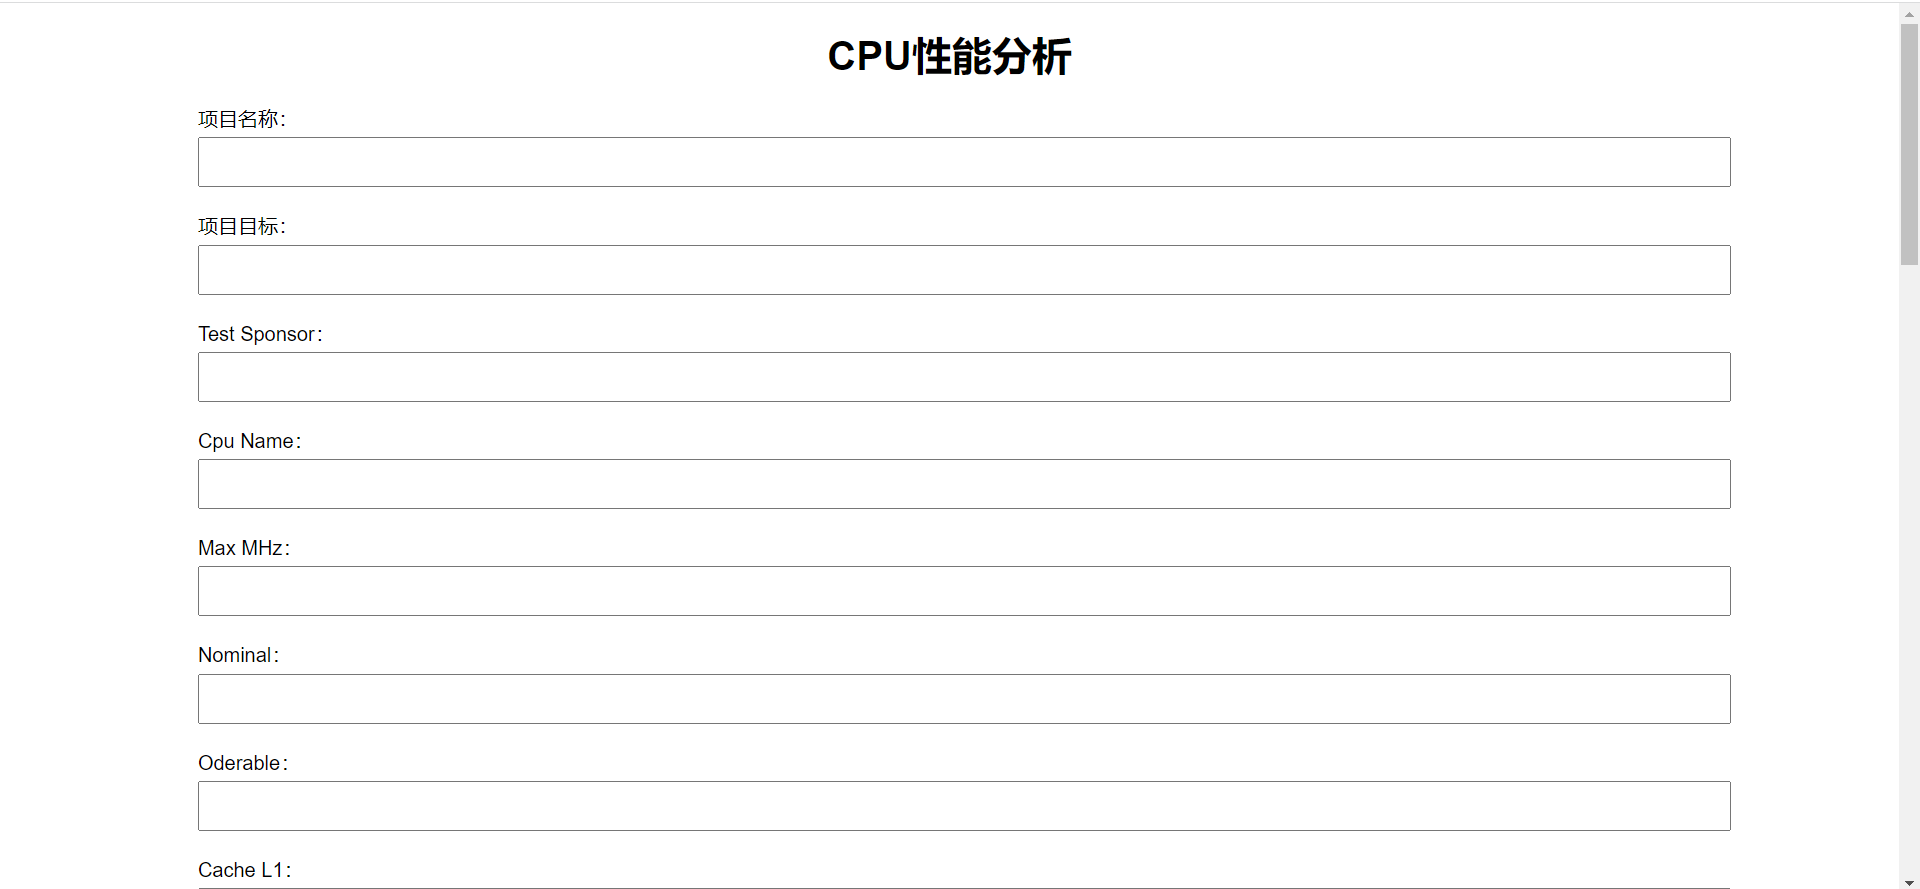 CPU性能分析
项目名称：
项目目标：
Test Sponsor：
Cpu Name：
Max MHz：
Nominal：
Oderable：
Cache L1：